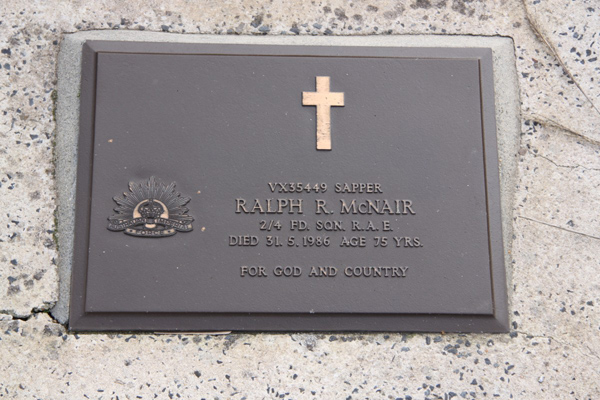 VX35449 SAPPER
RALPH R. McNAIR
2/4 FD. SQN. R.A.E.
DIED 31.5.1986 AGE 75 YRS.
FOR GOD AND COUNTRY
FORCE